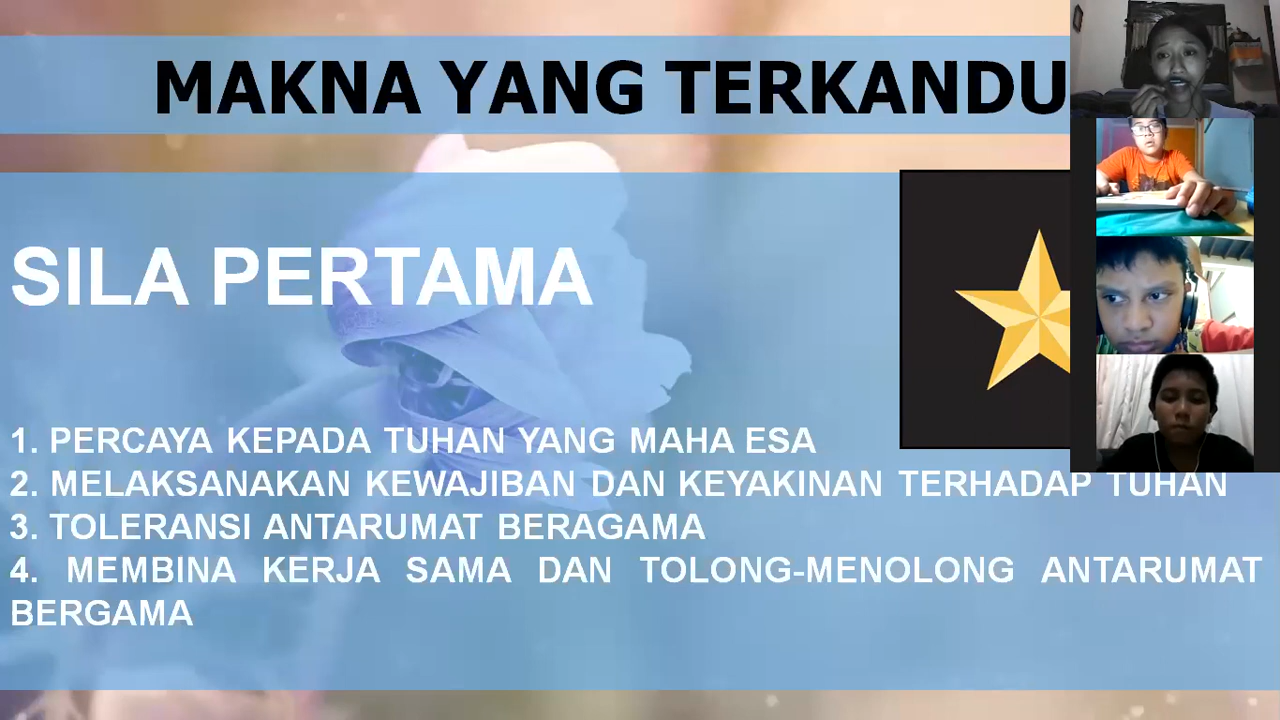 MAKNA YANG TERKANDU
SILA PERTAMA
1. PERCAYA KEPADA TUHAN YANG MAHA ESA
2. MELAKSANAKAN KEWAJIBAN DAN KEYAKINAN TERHADAP TUHAN
3. TOLERANSI ANTARUMAT BERAGAMA
4. MEMBINA KERJA SAMA DAN TOLONG-MENOLONG ANTARUMAT
BERGAMA